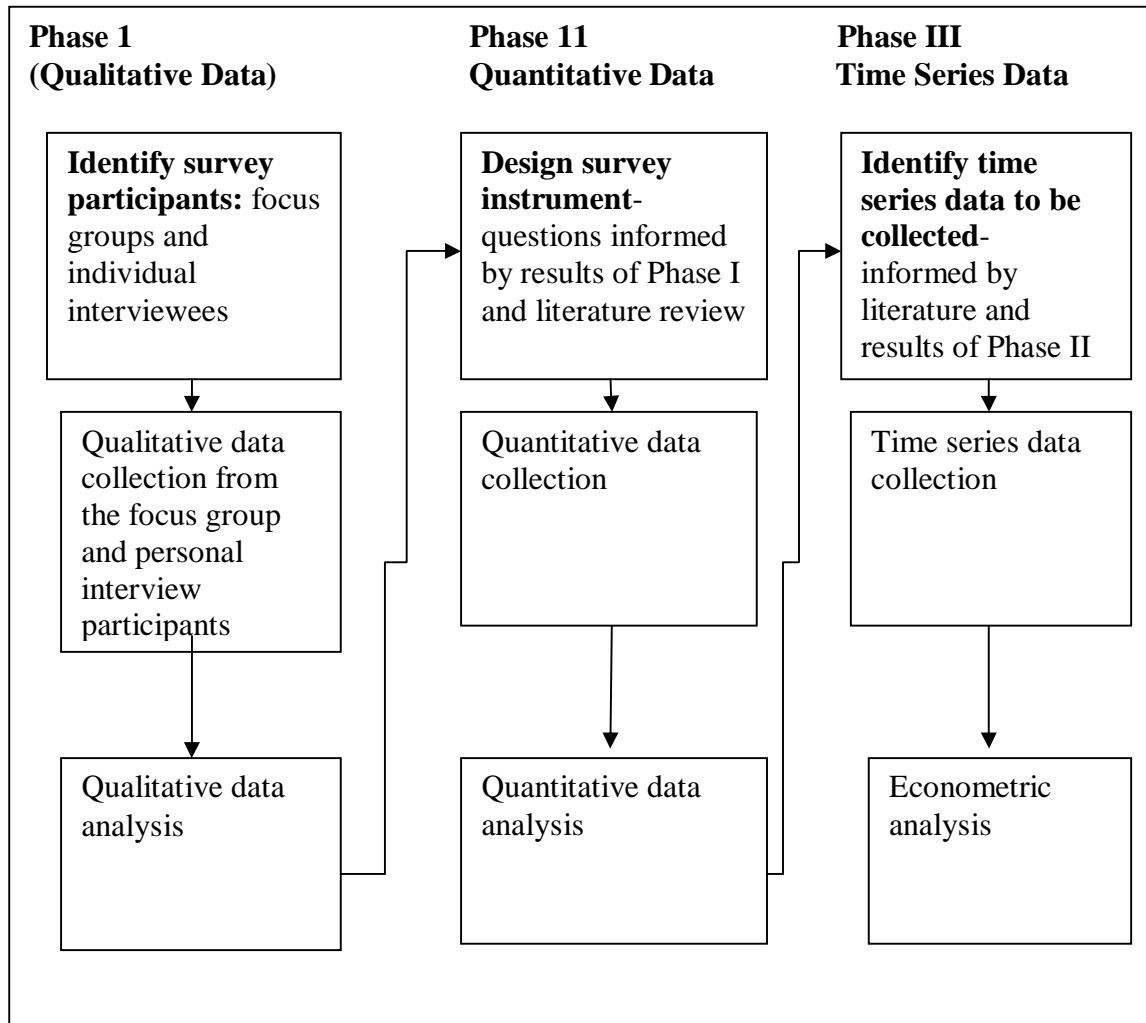 Phase 1
(Qualitative Data)
Identify survey
participants: focus
groups and
individual
interviewees
Qualitative data
collection from
the focus group
and personal
interview
participants
Qualitative data
analysis
Phase 11
Quantitative Data
Design survey
instrument-
questions informed
by results of Phase I
and literature review
Quantitative data
collection
Quantitative data
analysis
Phase III
Time Series Data
Identify time
series data to be
collected-
informed by
literature and
results of Phase II
Time series data
collection
Econometric
analysis